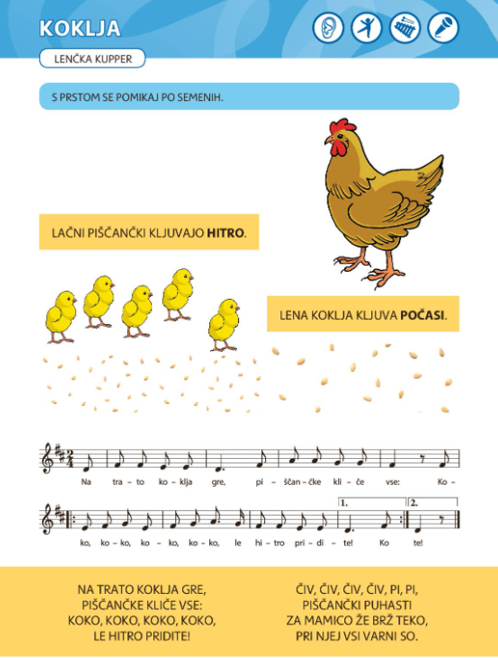 KOKLJA
LENČKA KUPPER
S PRSTOM SE POMIKAJ PO SEMENIH.
LAČNI PIŠČANČKI KLJUVAJO HITRO.
LENA KOKLJA KLJUVA POČASI.
2
4
Na tra–to ko–klja gre, pi–ščan–čke kli–če vse: Ko–
1. 2.
ko, ko–ko, ko–ko, ko–ko, le hi–tro pri–di–te! Ko te!
NA TRATO KOKLJA GRE,
PIŠČANČKE KLIČE VSE:
KOKO, KOKO, KOKO, KOKO,
LE HITRO PRIDITE!
ČIV, ČIV, ČIV, ČIV, PI, PI,
PIŠČANČKI PUHASTI
ZA MAMICO ŽE BRŽ TEKO,
PRI NJEJ VSI VARNI SO.